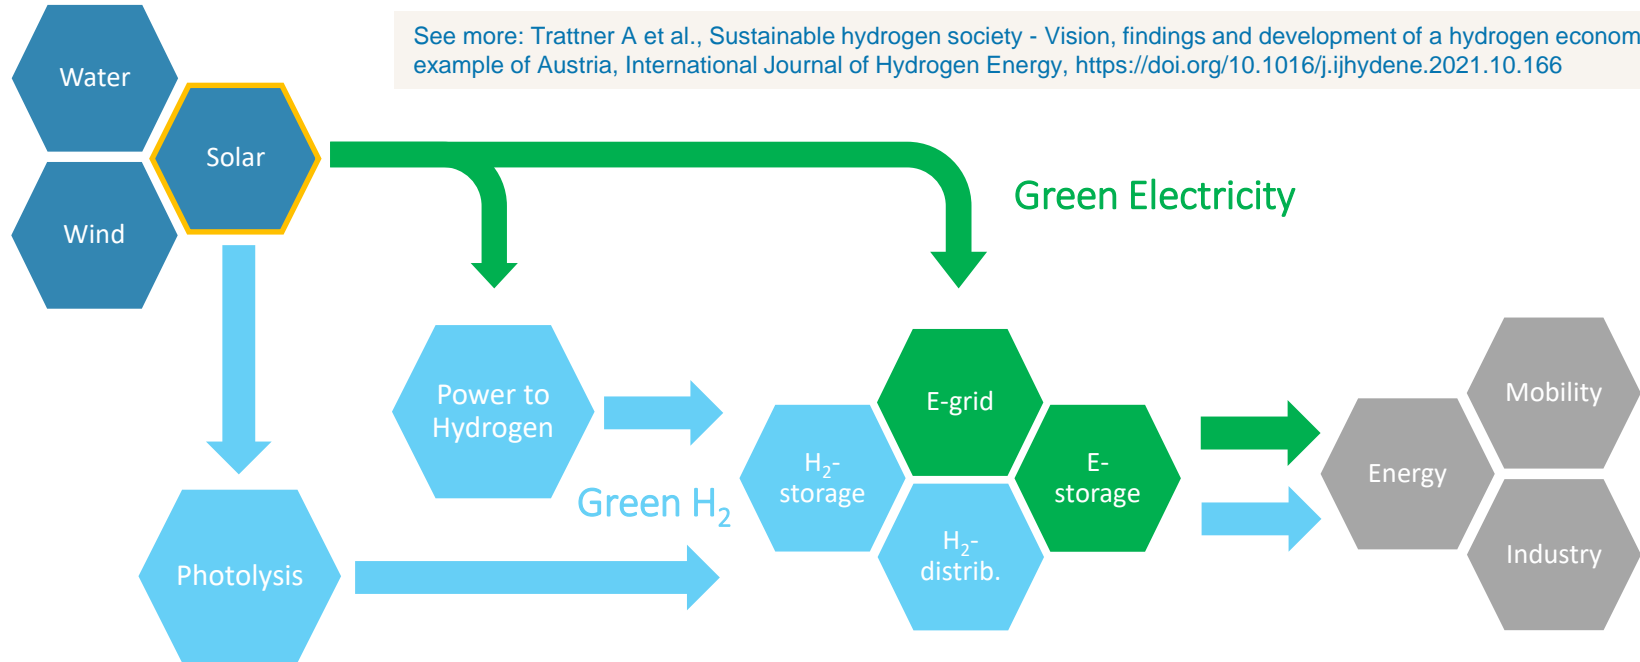 See more: Trattner A et al., Sustainable hydrogen society - Vision, findings and development of a hydrogen econom
example of Austria, International Journal of Hydrogen Energy, https://doi.org/10.1016/j.ijhydene.2021.10.166
Water
Solar
Wind
Green Electricity
Power to
Hydrogen
Green H₂
Photolysis
E-grid
H₂-
storage
E-
storage
H₂-
distrib.
Mobility
Energy
Industry